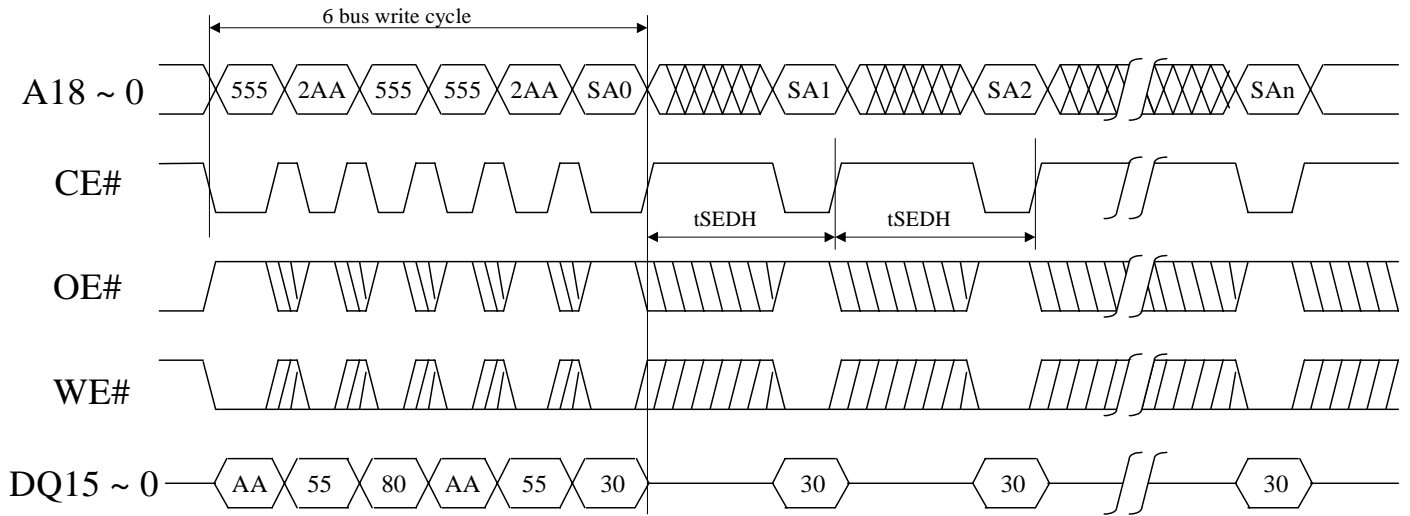 6 bus write cycle
A18 ~ 0 555 2AA 555 555 2AA SA0 SA1 SA2 SAn
CE#
tSEDH tSEDH
OE#
WE#
DQ15 ~ 0 AA 55 80 AA 55 30 30 30 30